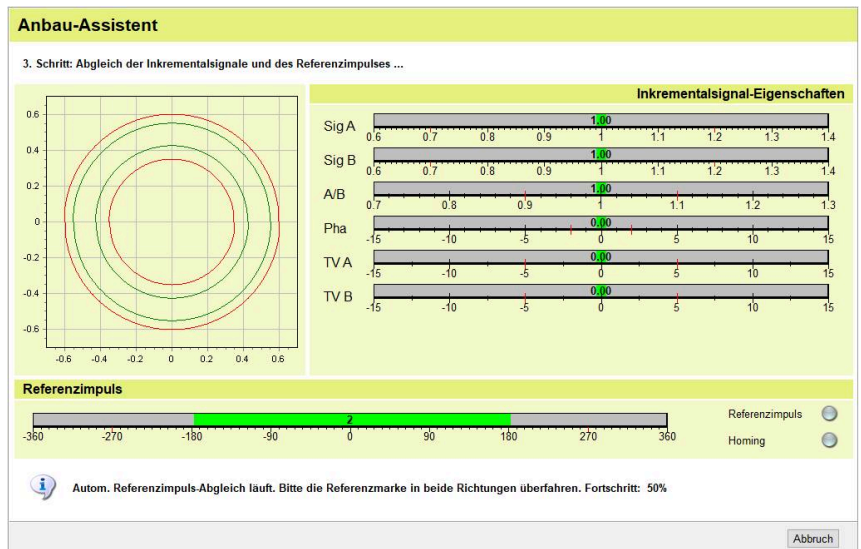 Anbau-Assistent
3. Schritt: Abgleich der Inkrementalsignale und des Referenzimpulses ...
Inkrementalsignal-Eigenschaften
0.6
0.4
0.2
0
-0.2
-0.4
-0.6
-0.6 -0.4 -0.2 0 0.2 0.4 0.6
Sig A 1.00
0.6 0.7 0.8 0.9 1 1.1 1.2 1.3 1.4
Sig B 1.00
0.6 0.7 0.8 0.9 1 1.1 1.2 1.3 1.4
A/B 1.00
0.7 0.8 0.9 1 1.1 1.2 1.3
Pha 0.00
-15 -10 -5 0 5 10 15
TV A 0.00
-15 -10 -5 0 5 10 15
TV B 0.00
-15 -10 -5 0 5 10 15
Referenzimpuls
2
-360 -270 -180 -90 0 90 180 270 360
Referenzimpuls
Homing
Autom. Referenzimpuls-Abgleich läuft. Bitte die Referenzmarke in beide Richtungen überfahren. Fortschritt: 50%
Abbruch